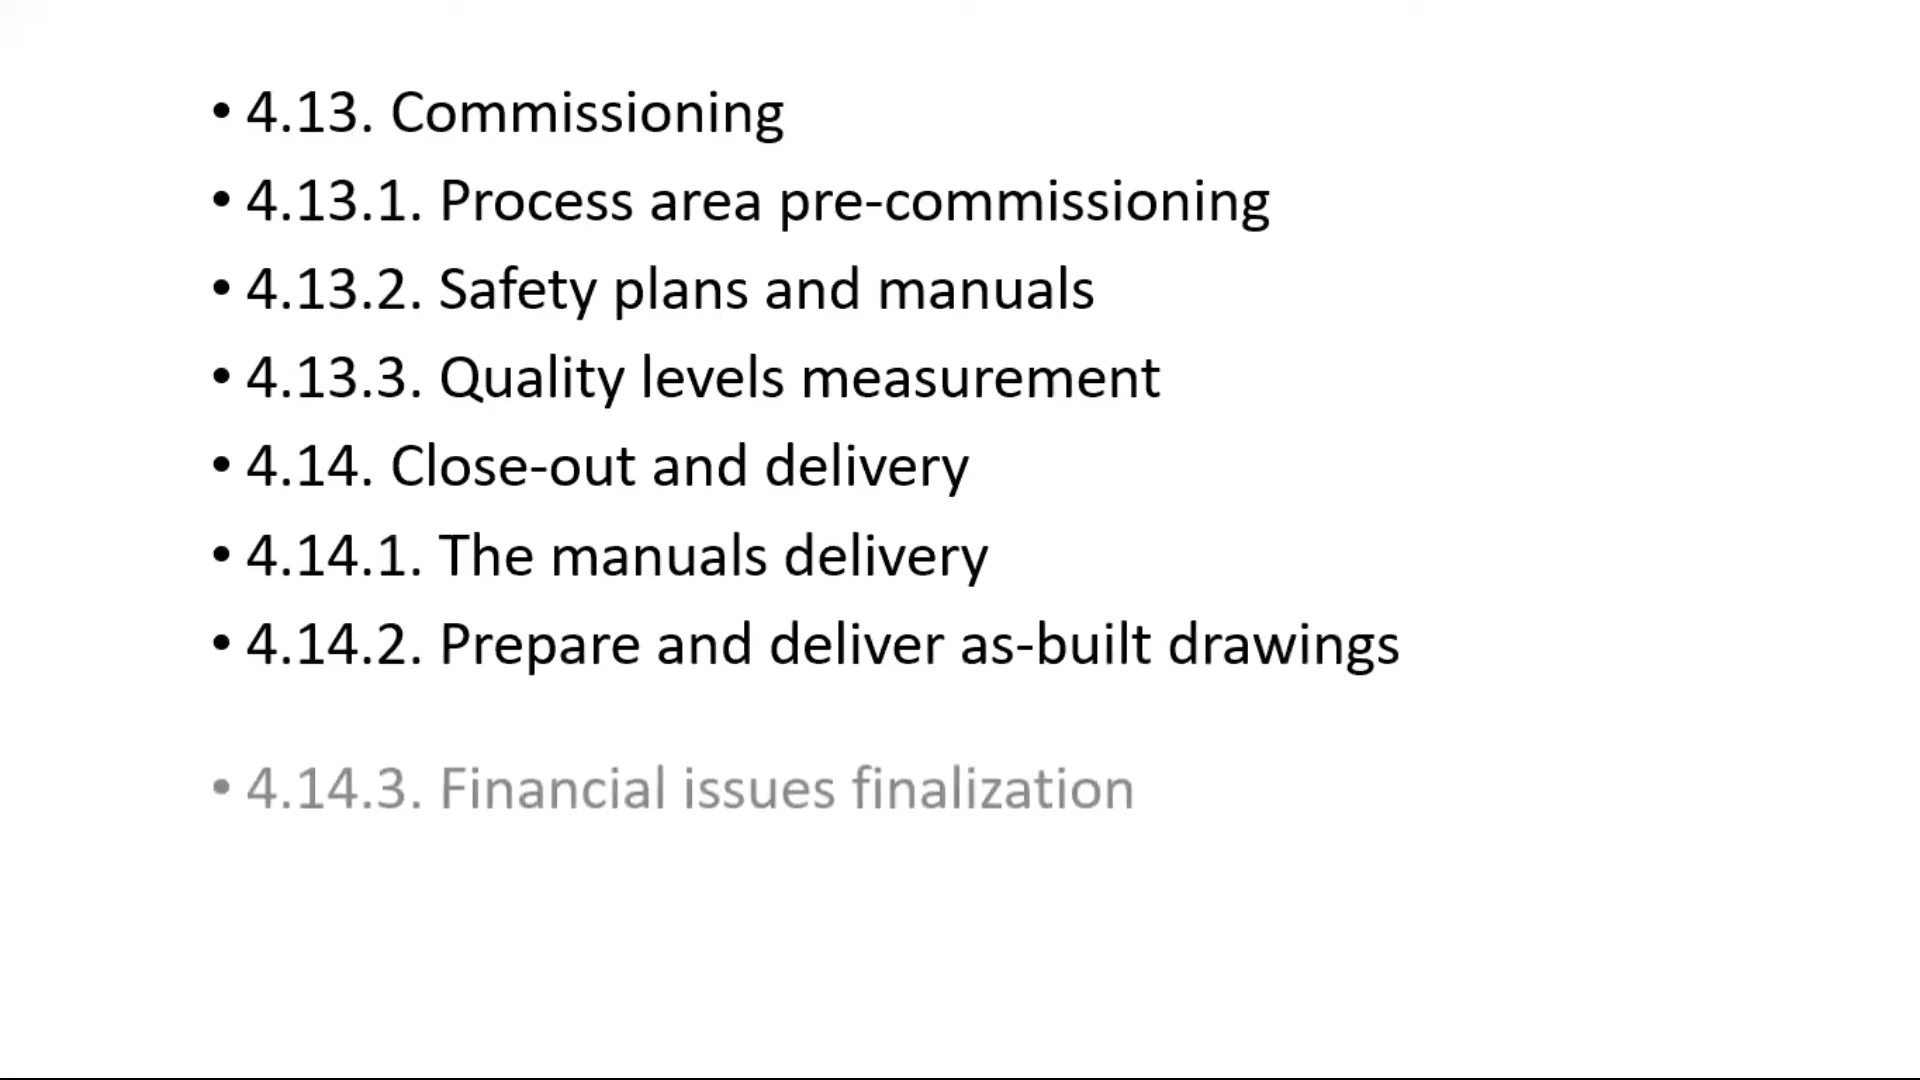 • 4.13. Commissioning
• 4.13.1. Process area pre-commissioning
• 4.13.2. Safety plans and manuals
• 4.13.3. Quality levels measurement
• 4.14. Close-out and delivery
• 4.14.1. The manuals delivery
• 4.14.2. Prepare and deliver as-built drawings
• 4.14.3. Financial issues finalization